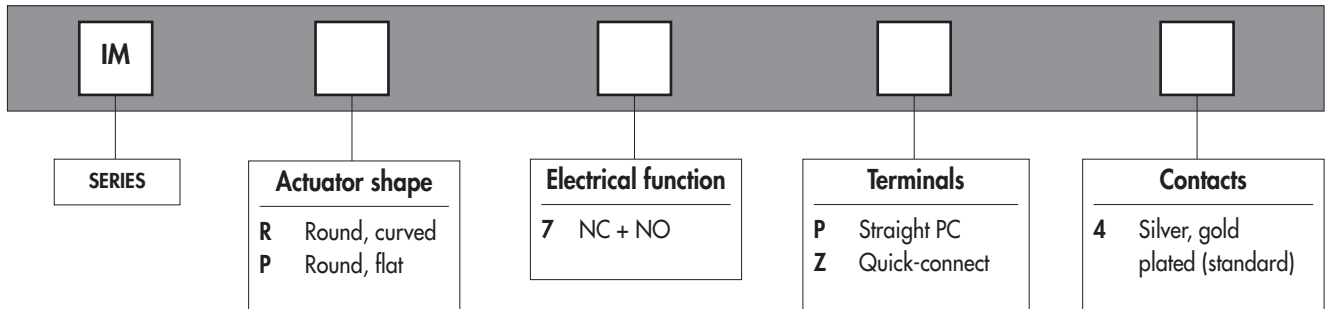 IM
SERIES
Actuator shape
R Round, curved
P Round, flat
Electrical function
7 NC + NO
Terminals
P Straight PC
Z Quick-connect
Contacts
4 Silver, gold
plated (standard)